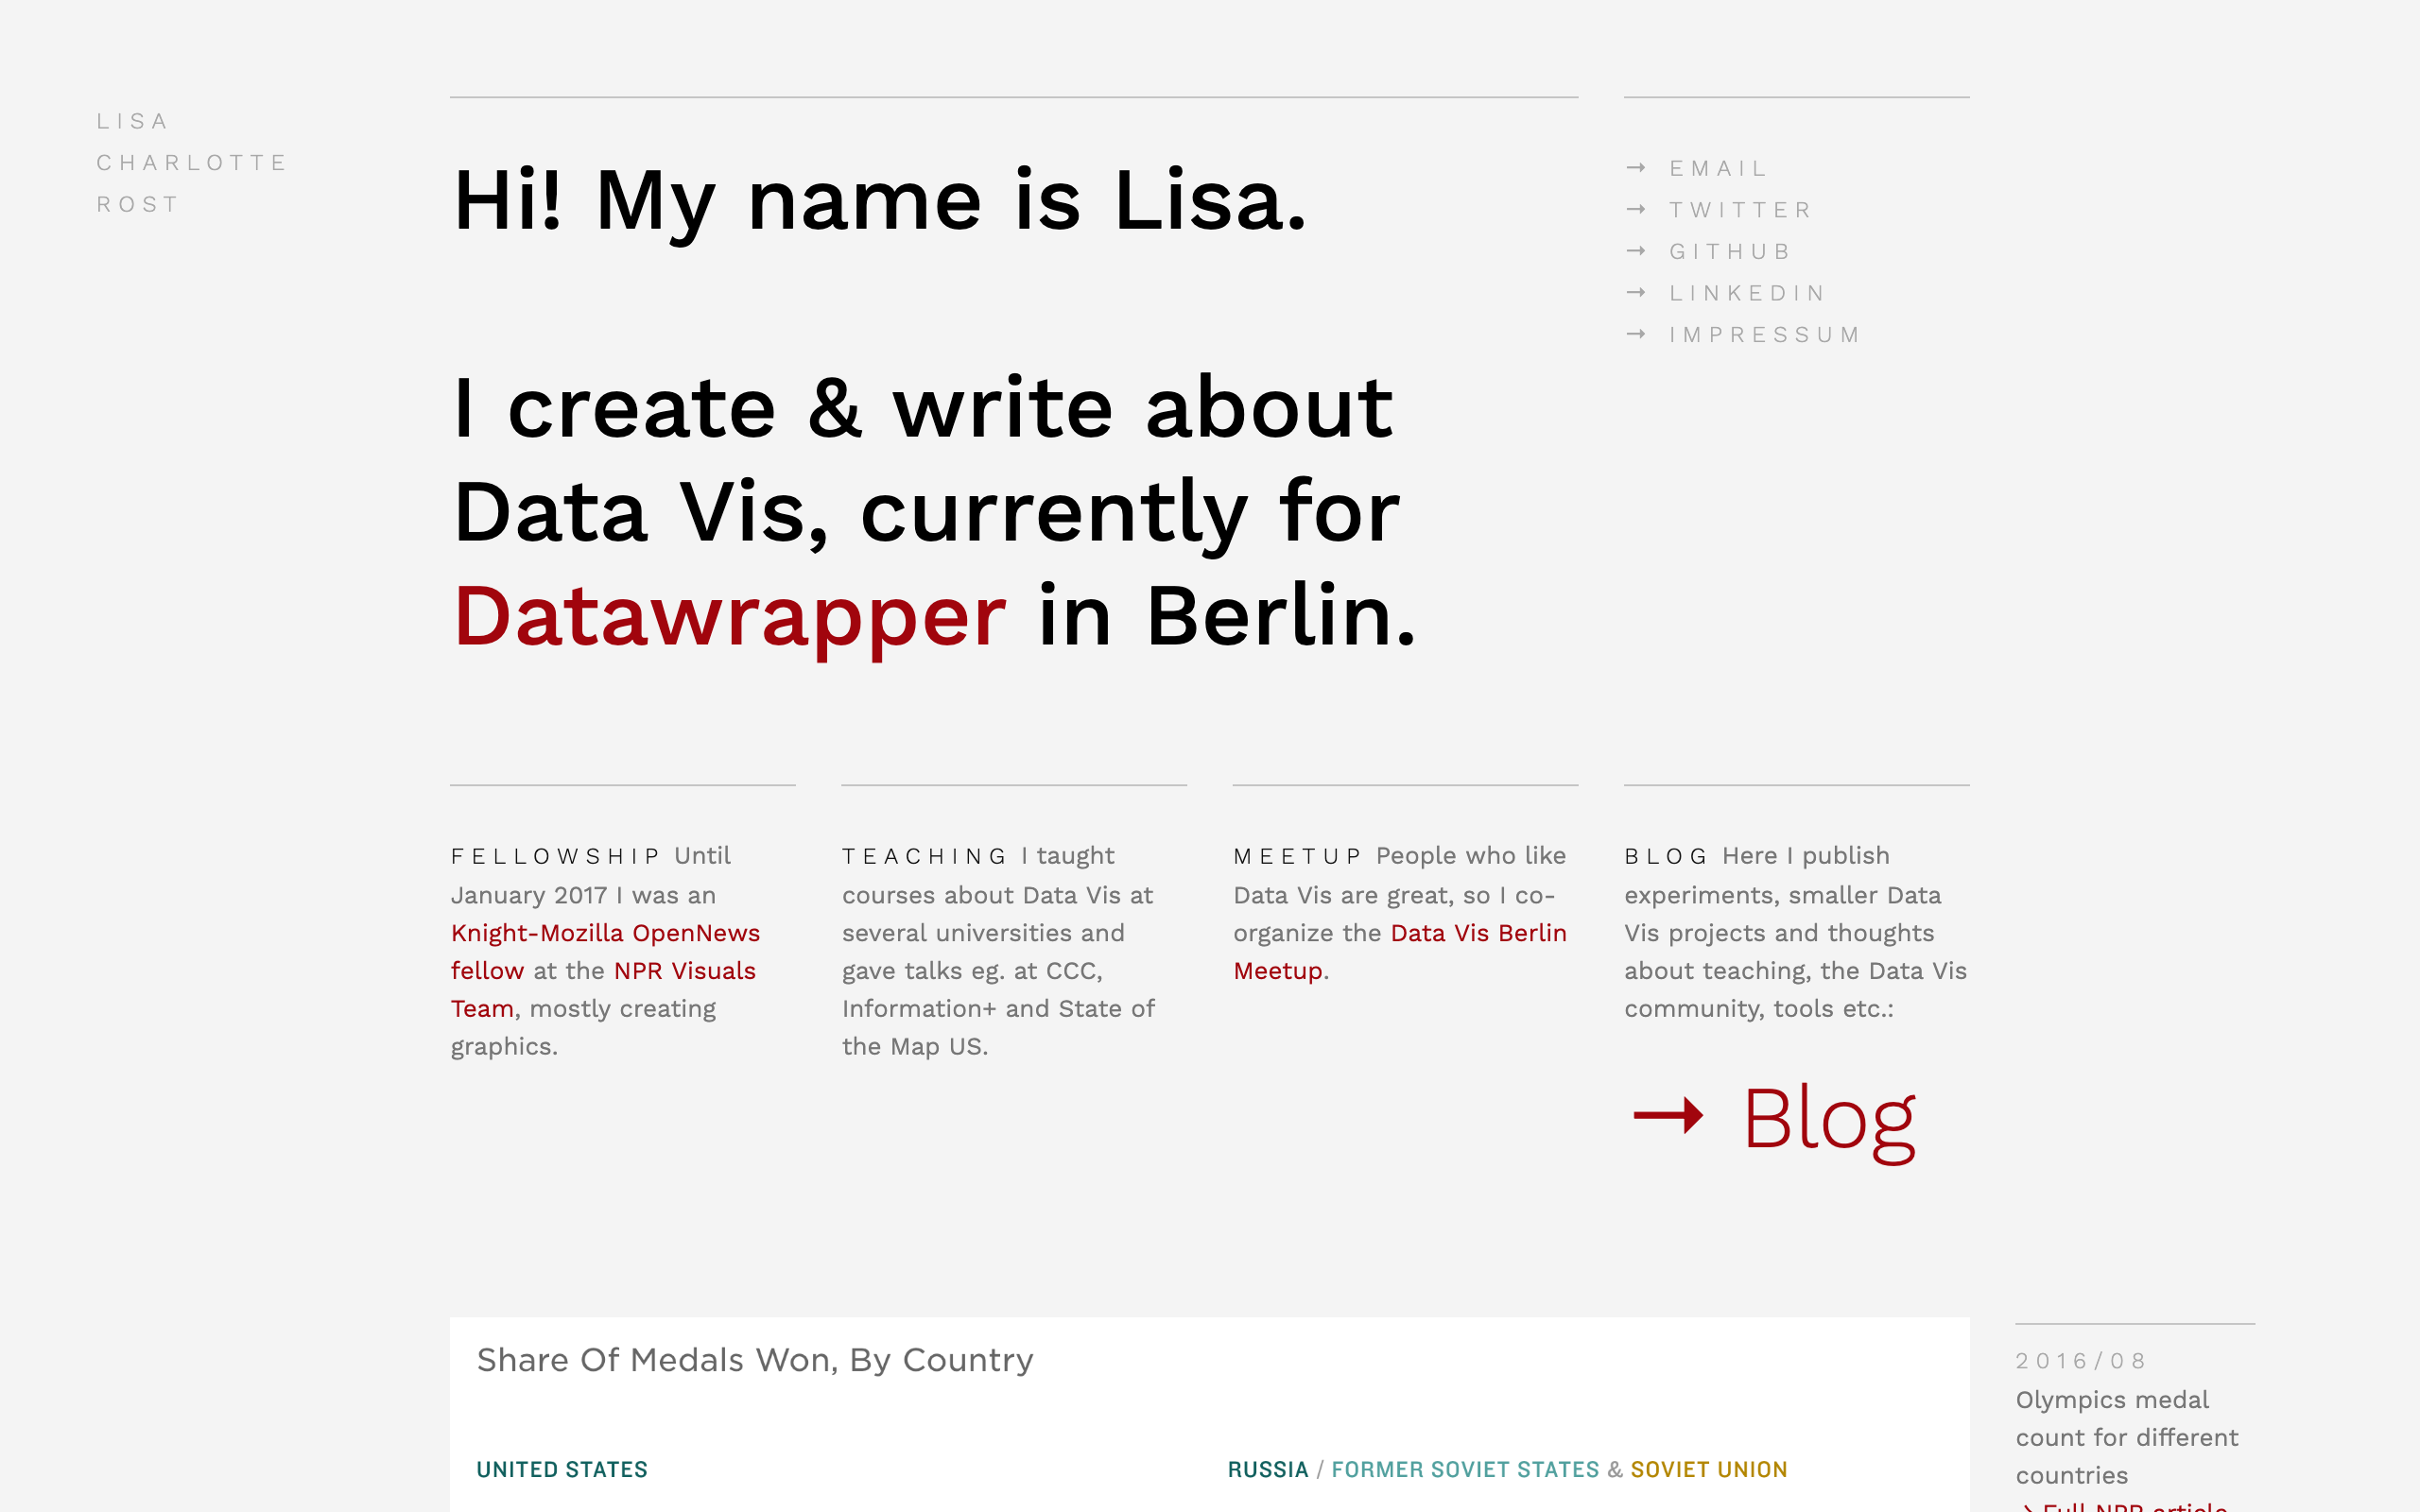 LISA
CHARLOTTE
ROST
Hi! My name is Lisa.
I create & write about
Data Vis, currently for
Datawrapper in Berlin.
→ EMAIL
→ TWITTER
→ GITHUB
→ LINKEDIN
→ IMPRESSUM
FELLOWSHIP Until
January 2017 I was an
Knight-Mozilla OpenNews
fellow at the NPR Visuals
Team, mostly creating
graphics.
TEACHING I taught
courses about Data Vis at
several universities and
gave talks eg. at CCC,
Information+ and State of
the Map US.
MEETUP People who like
Data Vis are great, so I co-
organize the Data Vis Berlin
Meetup.
BLOG Here I publish
experiments, smaller Data
Vis projects and thoughts
about teaching, the Data Vis
community, tools etc.:
→ Blog
Share Of Medals Won, By Country
UNITED STATES
RUSSIA / FORMER SOVIET STATES & SOVIET UNION
2016/08
Olympics medal
count for different
countries
→ Full NPR article